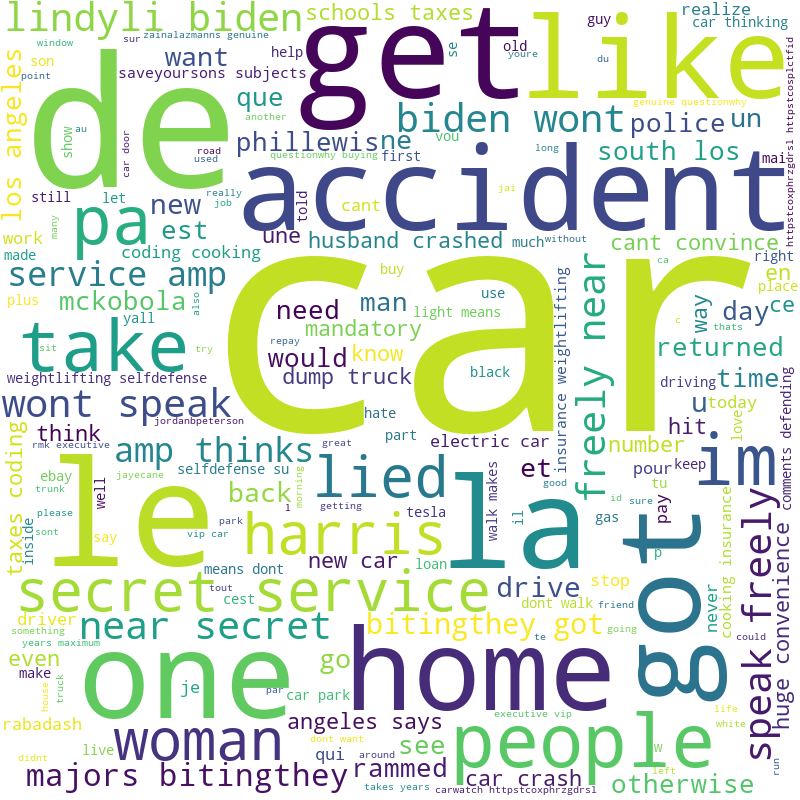 lindyli biden
get
like
schools taxes
guy
realize
car thinking
window
sur
zainalazmanns genuine
son
point
help
se
old
youre
du
de
want
saveyoursons subjects
genuine questionwhy
los angeles
show
au
car door
road
used
que
another
biden wont
police
un
phillewis
ne
vou
questionwhy buying
first
long
south los
mai
httpstcoxphrzgdrsl httpstcosplctfid
accident
still
let
really
job
told
jai
pa
new
cant
many
work
made
est
une
husband crashed
much
without
cant convince
right
coding cooking
ca
en
place
service amp
car
buy
use
plus
mckobola
also
need
man
light means
insurance weightlifting
freely near
way
day
ce
c
thats
yall
mandatory
take
sit
try
repay
would
know
returned
weightlifting selfdefense
dump truck
black
driving
time
wont speak
jordanbpeterson
hate
u
today
think
rmk executive
great
part
electric car
hit
love
comments defending
amp thinks
number
im
taxes coding
ebay
jayecane
selfdefense su
et
pour
keep
trunk
well
back
morning
lied
good
id
sure
tu
le
please
l
getting
tesla
walk makes
il
gas
pay
la
got
p
sont
inside
say
vip car
park
harris
means dont
new car
loan
stop
never
cooking insurance
speak freely
huge convenience
secret service
tout
cest
drive
dont walk
friend
driver
something
near secret
bitingthey got
te
going
could
years maximum
even
one
home
make
je
go
car park
par
executive vip
life
white
rabadash
house
truck
angeles says
people
didnt
woman
dont want
live
qui
around
see
w
left
run
majors bitingthey
takes years
rammed
car crash
otherwise
carwatch httpstcoxphrzgdrsl